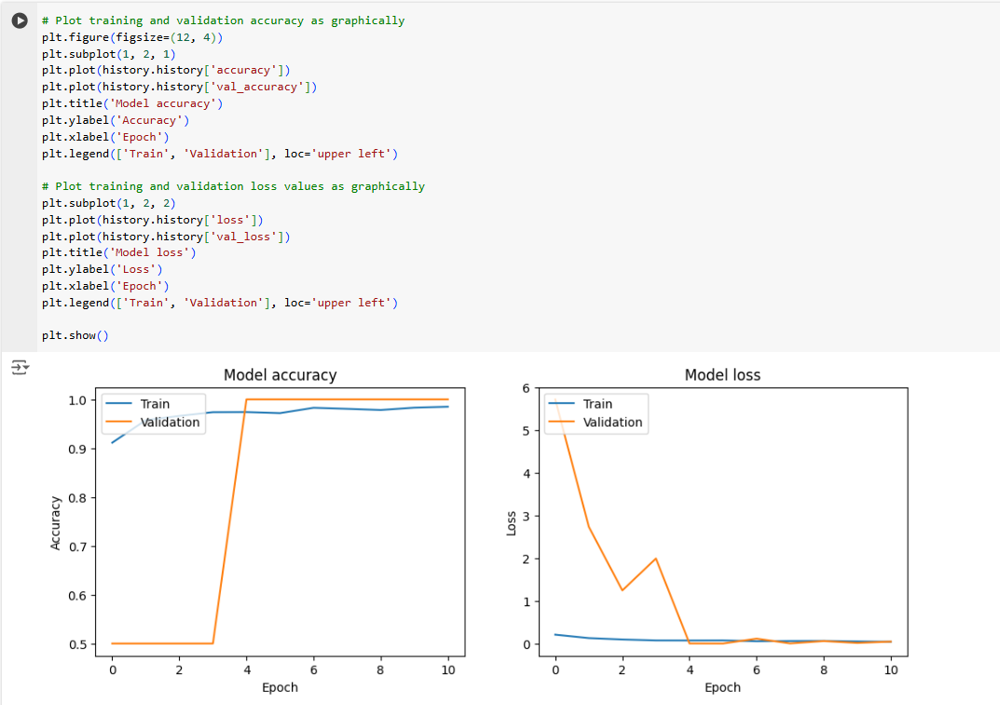 # Plot training and validation accuracy as graphically
plt.figure(figsize=(12, 4))
plt.subplot(1, 2, 1)
plt.plot(history.history['accuracy'])
plt.plot(history.history['val_accuracy'])
plt.title('Model accuracy')
plt.ylabel('Accuracy')
plt.xlabel('Epoch')
plt.legend(['Train', 'Validation'], loc='upper left')
# Plot training and validation loss values as graphically
plt.subplot(1, 2, 2)
plt.plot(history.history['loss'])
plt.plot(history.history['val_loss'])
plt.title('Model loss')
plt.ylabel('Loss')
plt.xlabel('Epoch')
plt.legend(['Train', 'Validation'], loc='upper left')
plt.show()
Model accuracy
Train
Validation
1.0
0.9
0.8
0.7
0.6
0.5
Accuracy
0 2 4 6 8 10
Epoch
Model loss
Train
Validation
6
5
4
3
2
1
0
Loss
0 2 4 6 8 10
Epoch